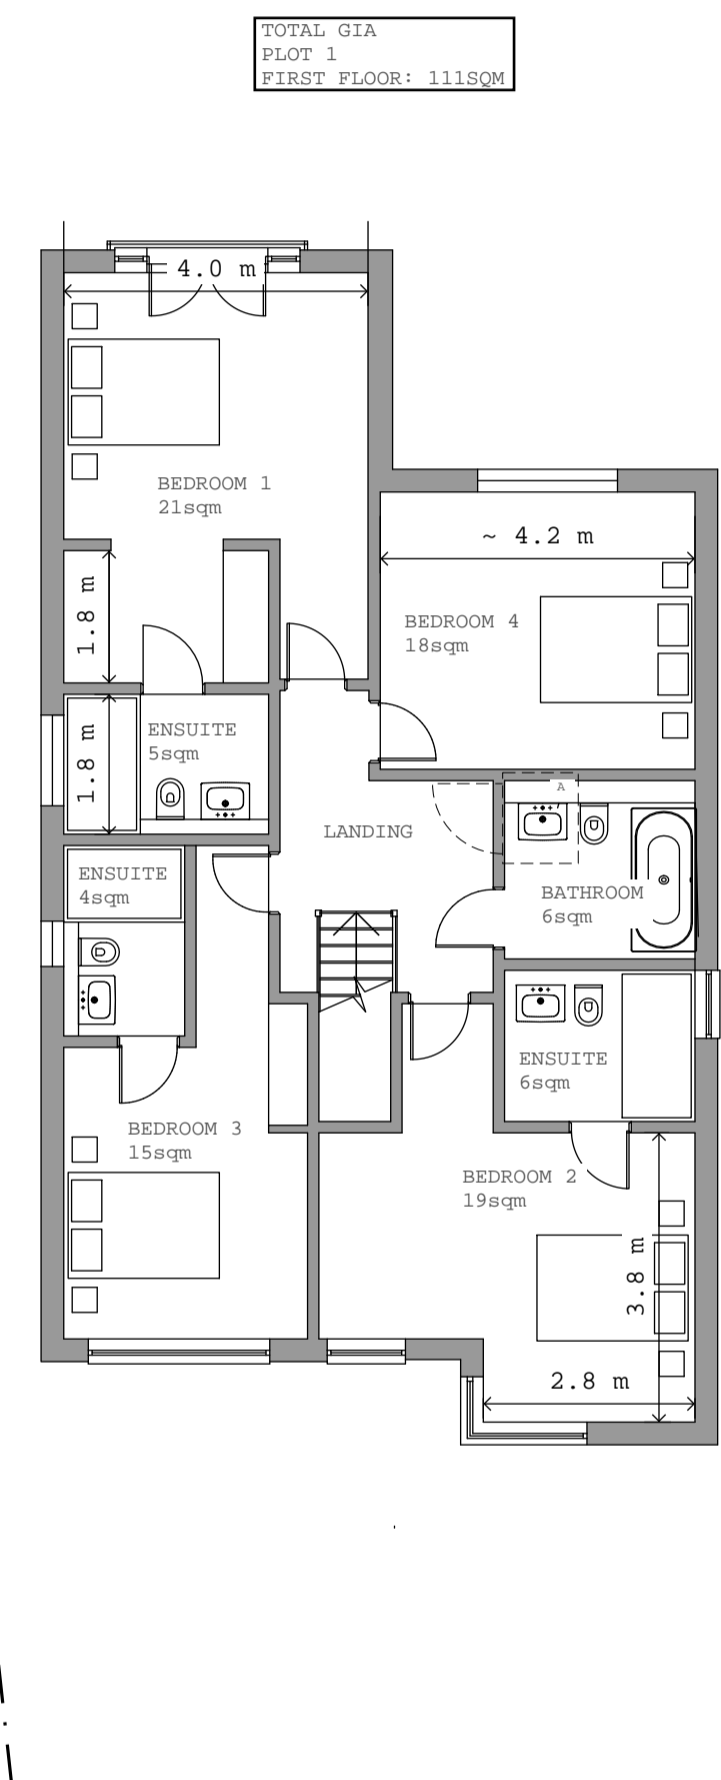 TOTAL GIA
PLOT 1
FIRST FLOOR: 111SQM
4.0 m
BEDROOM 1
21sqm
~ 4.2 m
1.8 m
BEDROOM 4
18sqm
1.8 m
ENSUITE
5sqm
A
LANDING
ENSUITE
4sqm
BATHROOM
6sqm
ENSUITE
6sqm
BEDROOM 3
15sqm
BEDROOM 2
19sqm
3.8 m
2.8 m